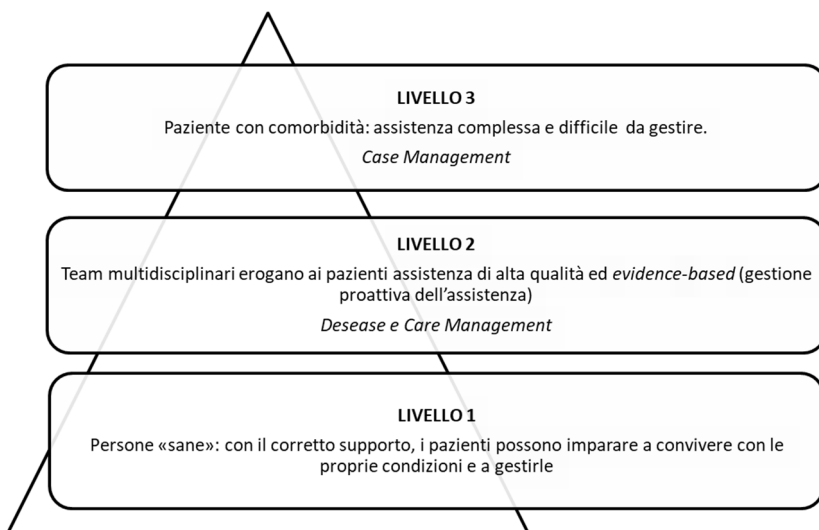 LIVELLO 3
Paziente con comorbidità: assistenza complessa e difficile da gestire.
Case Management
LIVELLO 2
Team multidisciplinari erogano ai pazienti assistenza di alta qualità ed evidence-based (gestione
proattiva dell’assistenza)
Desease e Care Management
LIVELLO 1
Persone «sane»: con il corretto supporto, i pazienti possono imparare a convivere con le
proprie condizioni e a gestirle